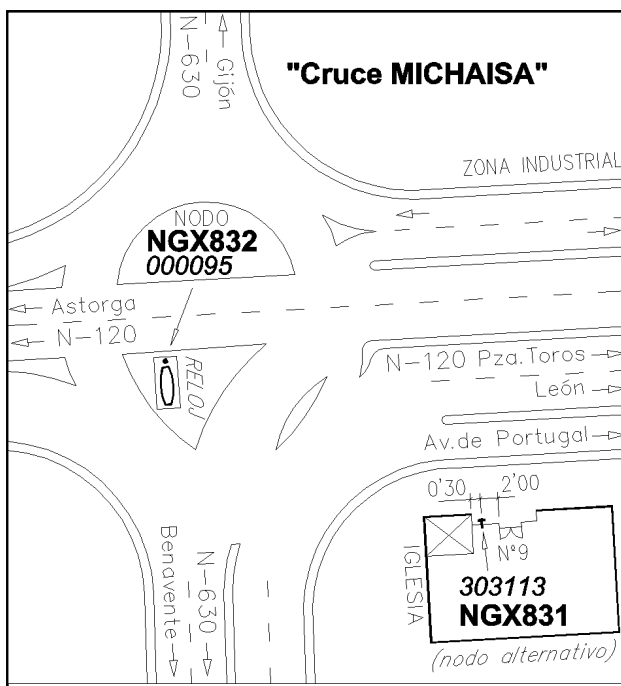 Gijón
N-630
"Cruce MICHAISA"
ZONA INDUSTRIAL
NODO
NGX832
000095
Astorga
N-120
RELOJ
N-120 Pza.Toros
León
Av.de Portugal
0'30 2'00
Benavente
N-630
IGLESIA
Nº9
303113
NGX831
(nodo alternativo)